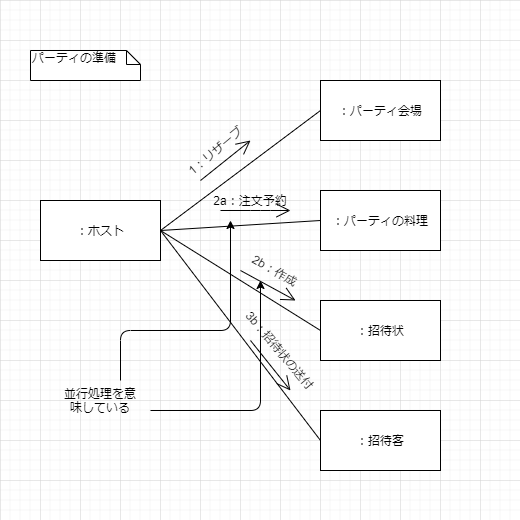 パーティの準備
：パーティ会場
1：リザーブ
2a：注文予約
：ホスト
：パーティの料理
2b：作成
：招待状
3b：招待状の送付
並行処理を意
味している
：招待客